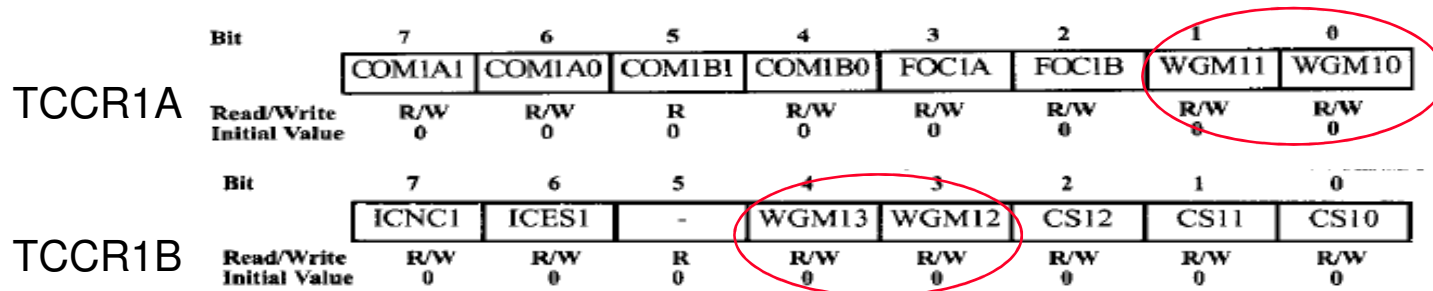 Bit 7 6 5 4 3 2 1 0
COM1A1 COM1A0 COM1B1 COM1B0 FOC1A FOC1B WGM11 WGM10
TCCR1A
Read/Write R/W R/W R R/W R/W R/W R/W R/W
Initial Value 0 0 0 0 0 0 0 0
Bit 7 6 5 4 3 2 1 0
ICNC1 ICES1 - WGM13 WGM12 CS12 CS11 CS10
TCCR1B
Read/Write R/W R/W R R/W R/W R/W R/W R/W
Initial Value 0 0 0 0 0 0 0 0